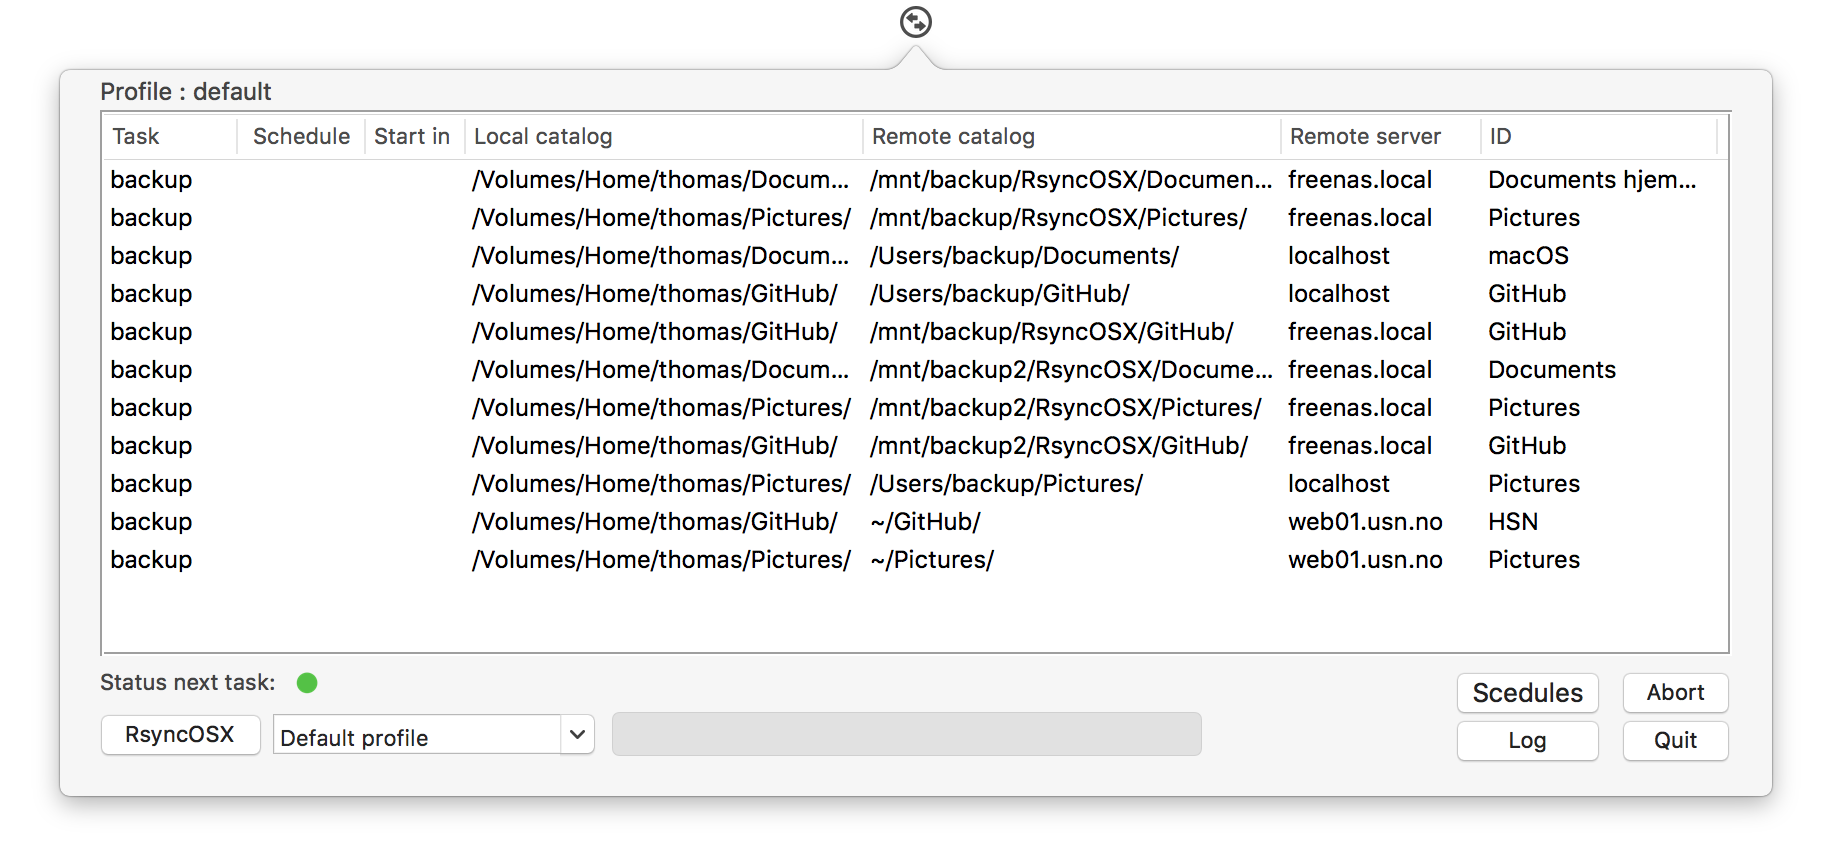 Profile : default
Task Schedule Start in Local catalog Remote catalog Remote server ID
backup /Volumes/Home/thomas/Docum... /mnt/backup/RsyncOSX/Documen... freenas.local Documents hjem...
backup /Volumes/Home/thomas/Pictures/ /mnt/backup/RsyncOSX/Pictures/ freenas.local Pictures
backup /Volumes/Home/thomas/Docum... /Users/backup/Documents/ localhost macOS
backup /Volumes/Home/thomas/GitHub/ /Users/backup/GitHub/ localhost GitHub
backup /Volumes/Home/thomas/GitHub/ /mnt/backup/RsyncOSX/GitHub/ freenas.local GitHub
backup /Volumes/Home/thomas/Docum... /mnt/backup2/RsyncOSX/Docume... freenas.local Documents
backup /Volumes/Home/thomas/Pictures/ /mnt/backup2/RsyncOSX/Pictures/ freenas.local Pictures
backup /Volumes/Home/thomas/GitHub/ /mnt/backup2/RsyncOSX/GitHub/ freenas.local GitHub
backup /Volumes/Home/thomas/Pictures/ /Users/backup/Pictures/ localhost Pictures
backup /Volumes/Home/thomas/GitHub/ ~/GitHub/ web01.usn.no HSN
backup /Volumes/Home/thomas/Pictures/ ~/Pictures/ web01.usn.no Pictures
Status next task: Scedules Abort
RsyncOSX Default profile Log Quit